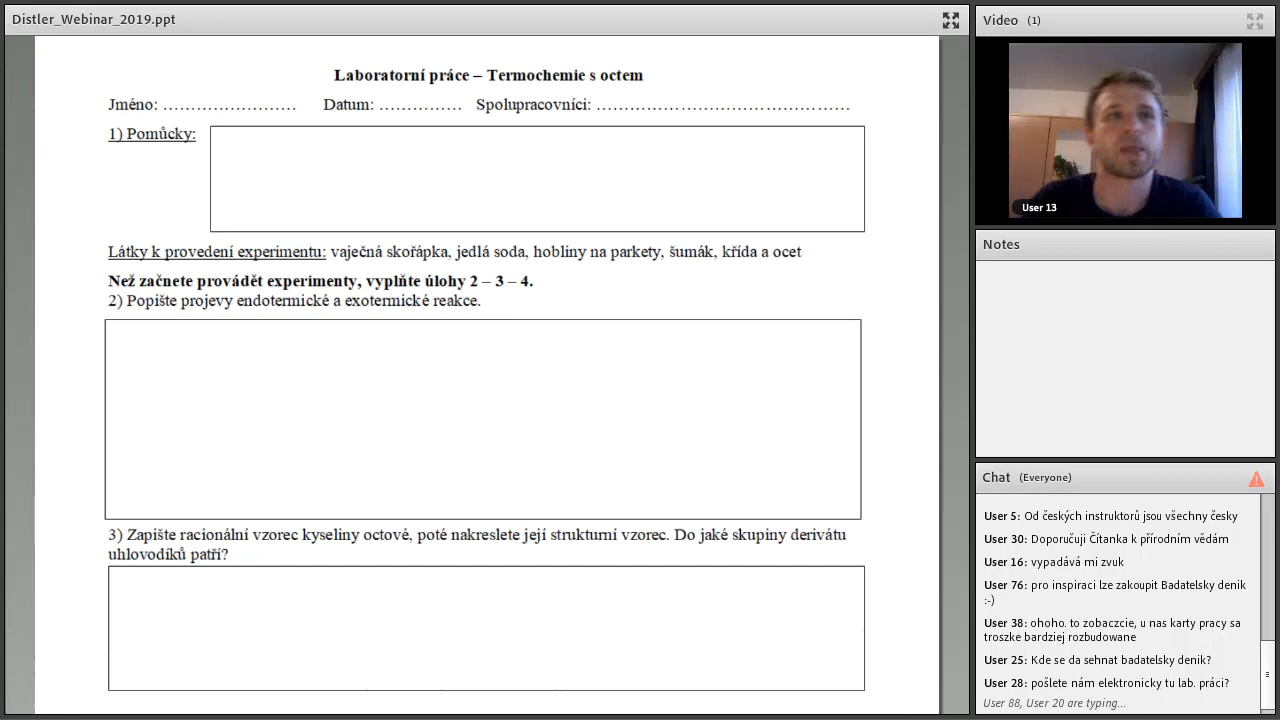 Distler_Webinar_2019.ppt
Laboratorní práce – Termochemie s octem
Jméno: …………………… Datum: …………… Spolupracovníci: ……………………………………
1) Pomůcky:
Látky k provedení experimentu: vaječná skořápka, jedlá soda, hobliny na parkety, šumák, křída a ocet
Než začnete provádět experimenty, vyplňte úlohy 2 – 3 – 4.
2) Popište projevy endotermické a exotermické reakce.
3) Zapište racionální vzorec kyseliny octové, poté nakreslete její strukturní vzorec. Do jaké skupiny derivátu
uhlovodíků patří?
Video (1)
User 13
Notes
Chat (Everyone)
User 5: Od českých instruktorů jsou všechny česky
User 30: Doporučuji Čítanka k přírodním vědám
User 16: vypadává mi zvuk
User 76: pro inspiraci lze zakoupit Badatelsky denik
:-)
User 38: ohoho. to zobaczcie, u nas karty pracy sa
troszke bardziej rozbudowane
User 25: Kde se da sehnat badatelsky denik?
User 28: pošlete nám elektronicky tu lab. práci?
User 88, User 20 are typing...